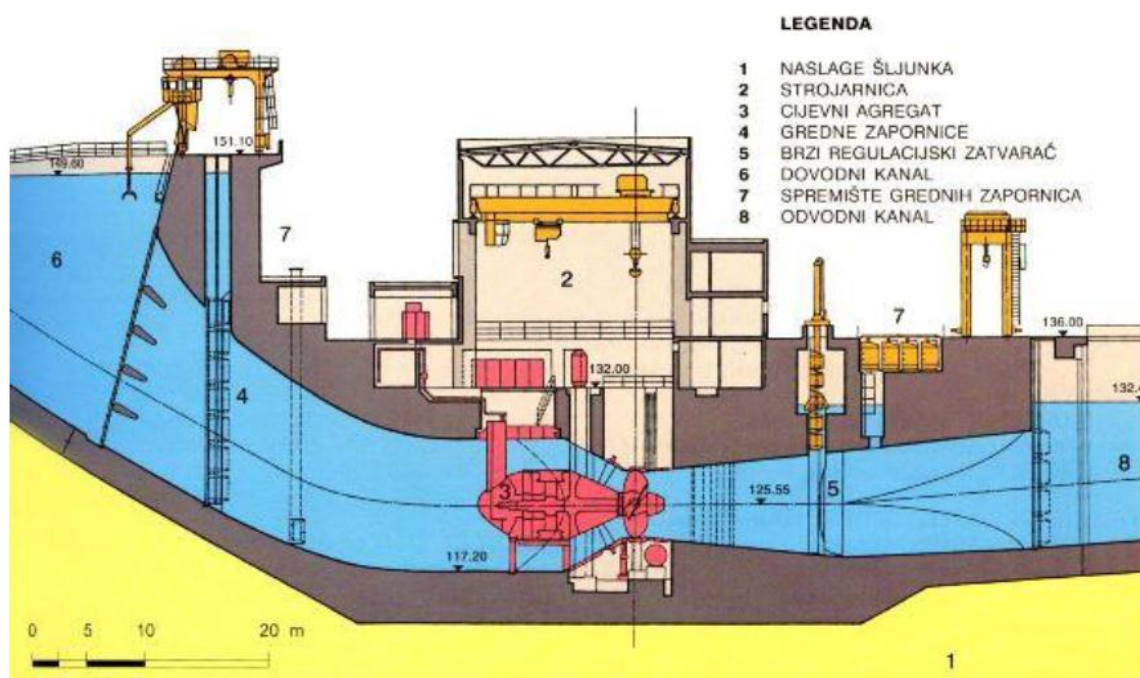 LEGENDA
1 NASLAGE ŠLJUNKA
2 STROJARNICA
3 CIJEVNI AGREGAT
4 GREDNE ZAPORNICE
5 BRZI REGULACIJSKI ZATVARAČ
6 DOVODNI KANAL
7 SPREMIŠTE GREDNIH ZAPORNICA
8 ODVODNI KANAL
151.10
149.60
7
6
2
7
136.00
132.00
4
3
125.55
5
8
117.20
0 5 10 20 m
1